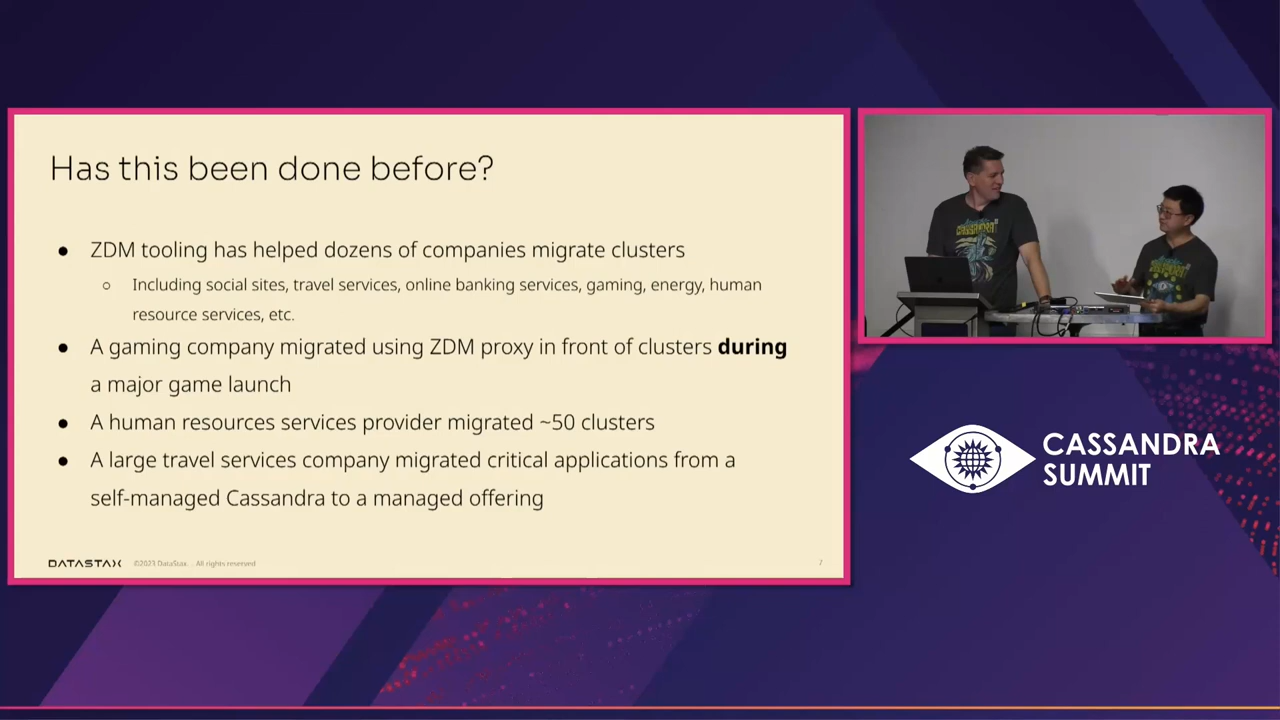 Has this been done before?
● ZDM tooling has helped dozens of companies migrate clusters
○ Including social sites, travel services, online banking services, gaming, energy, human
resource services, etc.
● A gaming company migrated using ZDM proxy in front of clusters during
a major game launch
● A human resources services provider migrated ~50 clusters
● A large travel services company migrated critical applications from a
self-managed Cassandra to a managed offering
DATASTAX ©2023 DataStax. All rights reserved 7
CASSANDRA
SUMMIT